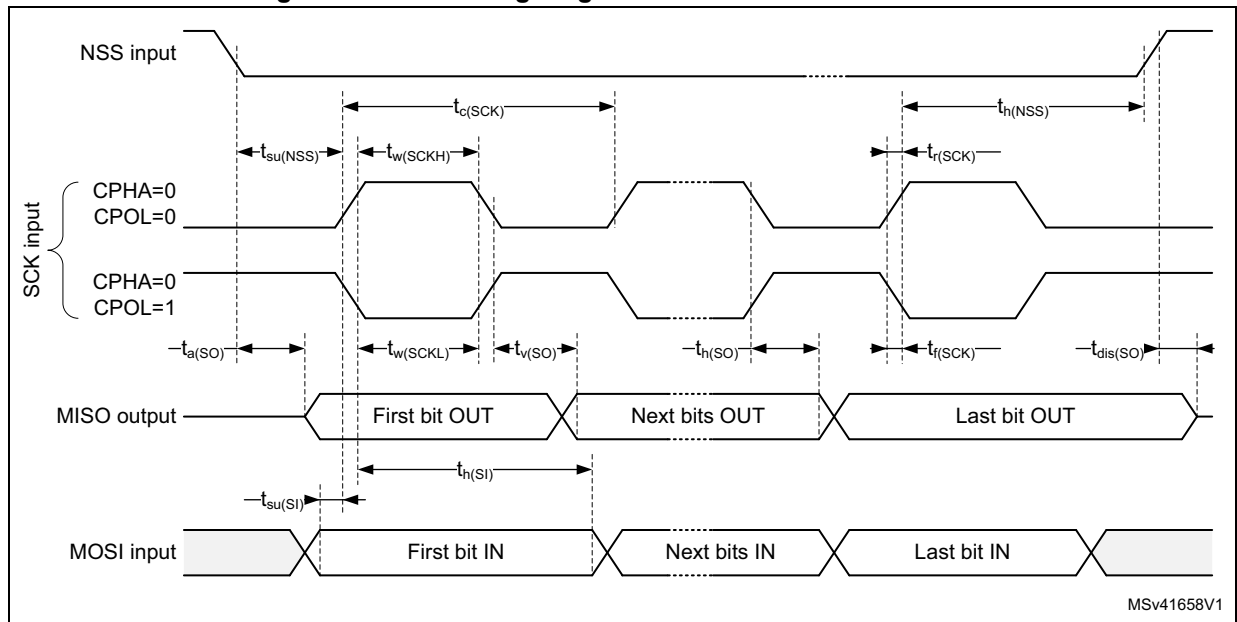 NSS input
tc(SCK)
th(NSS)
tsu(NSS)
tw(SCKH)
tr(SCK)
SCK input
CPHA=0
CPOL=0
CPHA=0
CPOL=1
ta(SO)
tw(SCKL)
tv(SO)
th(SO)
tf(SCK)
tdis(SO)
MISO output
First bit OUT
Next bits OUT
Last bit OUT
th(SI)
tsu(SI)
MOSI input
First bit IN
Next bits IN
Last bit IN
MSv41658V1